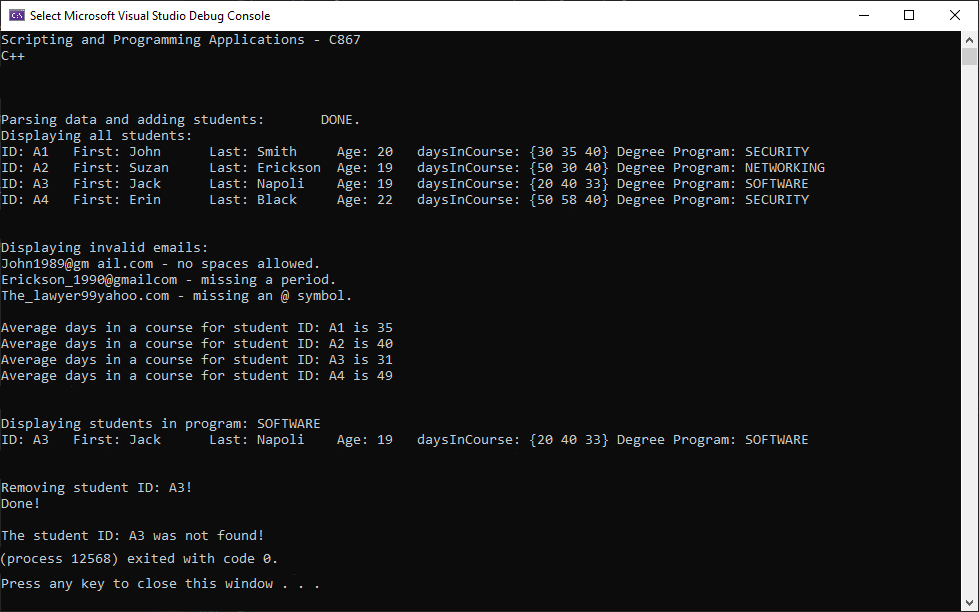 Select Microsoft Visual Studio Debug Console
Scripting and Programming Applications - C867
C++
Parsing data and adding students:       DONE.
Displaying all students:
ID: A1   First: John      Last: Smith     Age: 20   daysInCourse: {30 35 40} Degree Program: SECURITY
ID: A2   First: Suzan     Last: Erickson  Age: 19   daysInCourse: {50 30 40} Degree Program: NETWORKING
ID: A3   First: Jack      Last: Napoli    Age: 19   daysInCourse: {20 40 33} Degree Program: SOFTWARE
ID: A4   First: Erin      Last: Black     Age: 22   daysInCourse: {50 58 40} Degree Program: SECURITY
Displaying invalid emails:
John1989@gm ail.com - no spaces allowed.
Erickson_1990@gmailcom - missing a period.
The_lawyer99yahoo.com - missing an @ symbol.
Average days in a course for student ID: A1 is 35
Average days in a course for student ID: A2 is 40
Average days in a course for student ID: A3 is 31
Average days in a course for student ID: A4 is 49
Displaying students in program: SOFTWARE
ID: A3   First: Jack      Last: Napoli    Age: 19   daysInCourse: {20 40 33} Degree Program: SOFTWARE
Removing student ID: A3!
Done!
The student ID: A3 was not found!
(process 12568) exited with code 0.
Press any key to close this window . . .